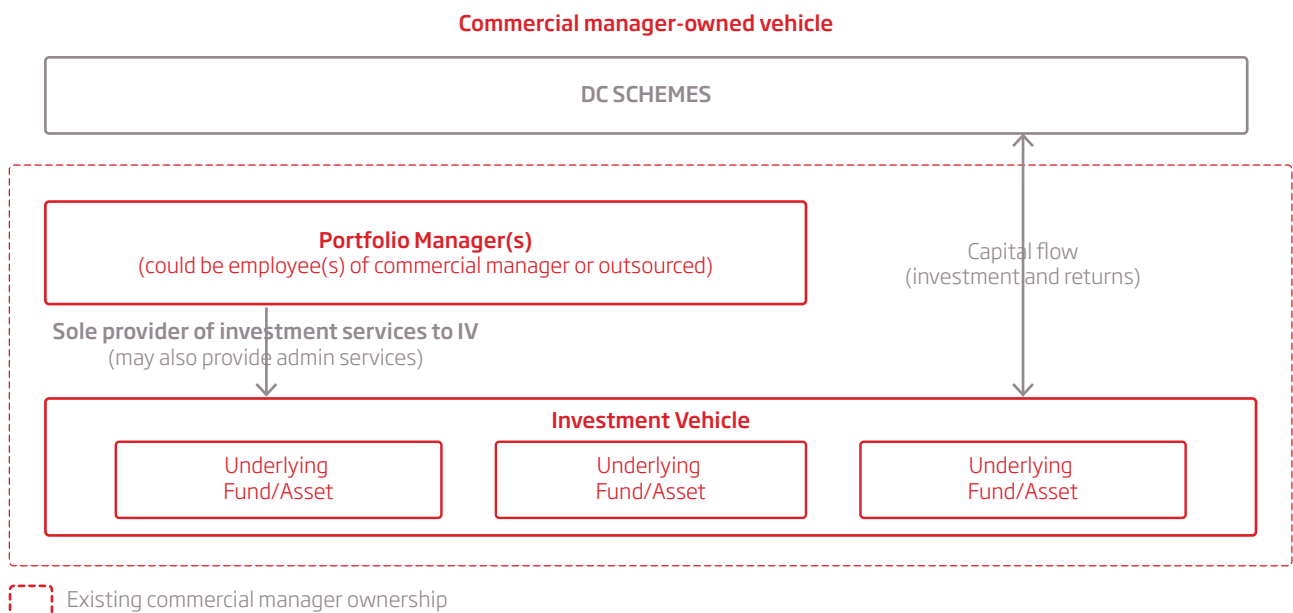 Commercial manager-owned vehicle
DC SCHEMES
Portfolio Manager(s)
(could be employee(s) of commercial manager or outsourced)
Capital flow
(investment and returns)
Sole provider of investment services to IV
(may also provide admin services)
Investment Vehicle
Underlying
Fund/Asset
Underlying
Fund/Asset
Underlying
Fund/Asset
Existing commercial manager ownership